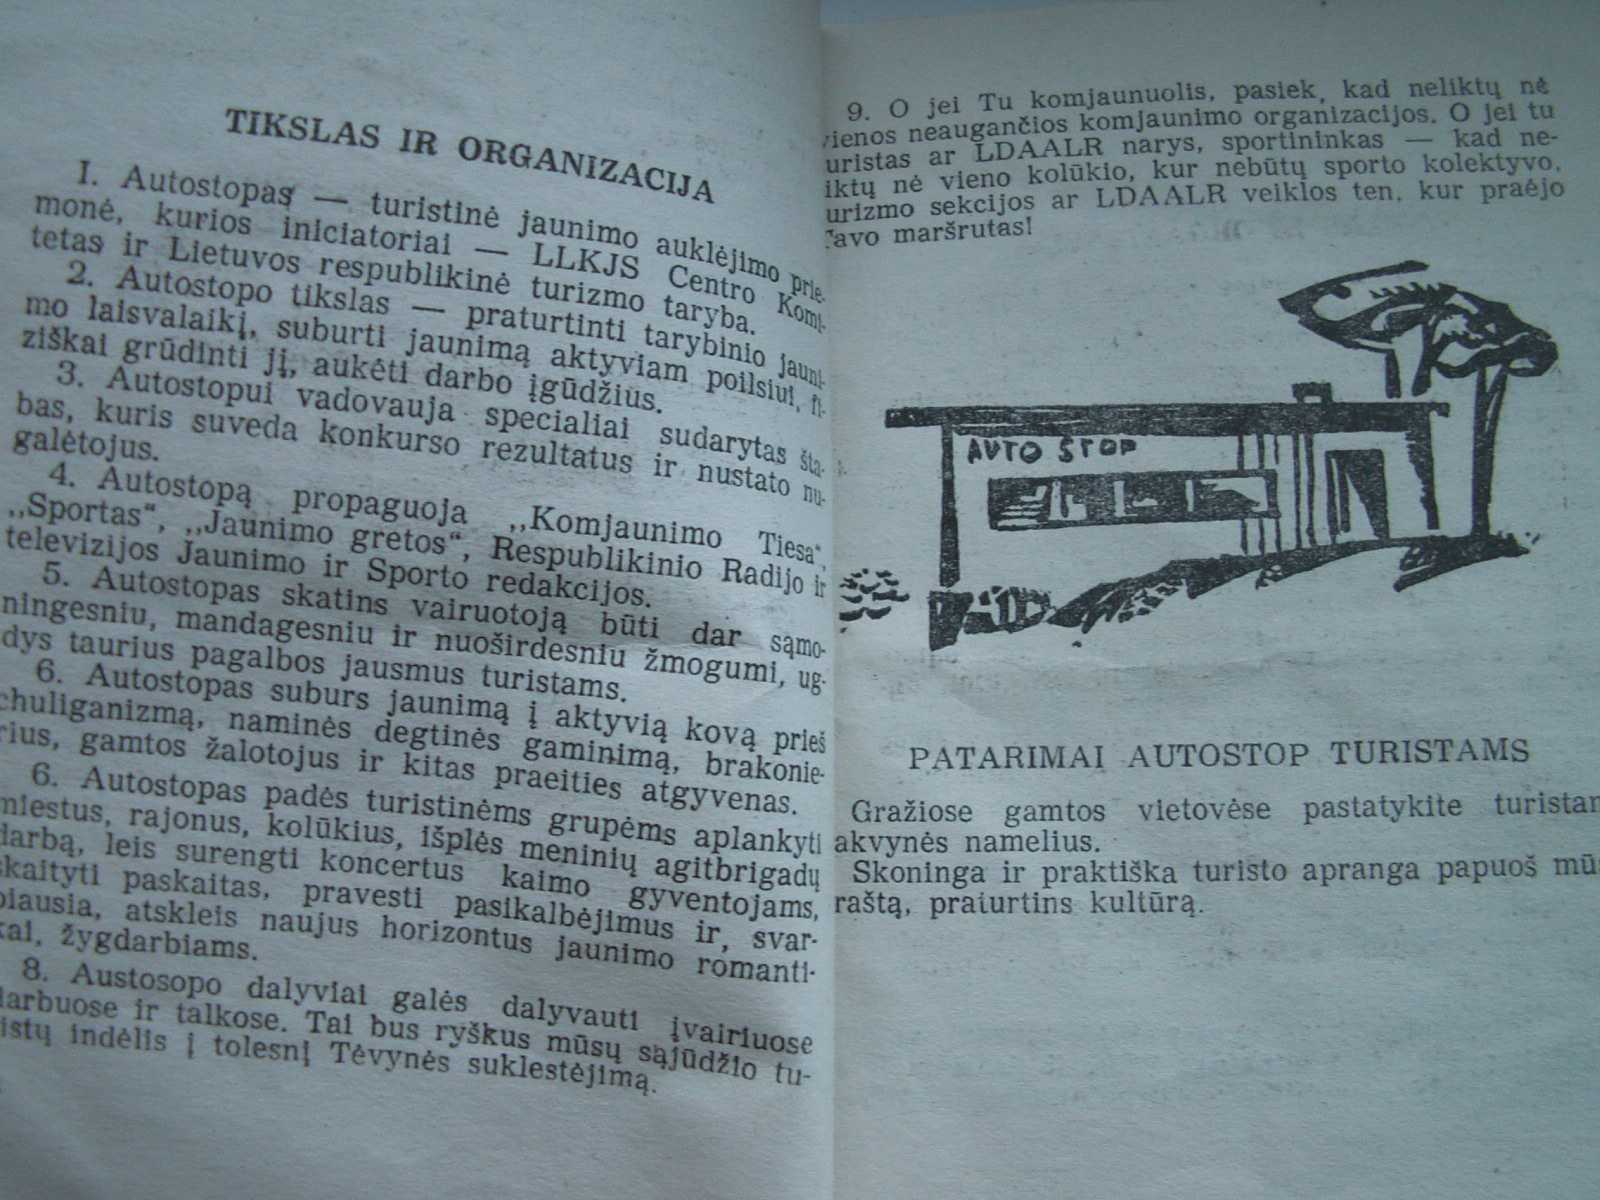 TIKSLAS IR ORGANIZACIJA
I. Autostopas — turistinė jaunimo auklėjimo prie-
monė, kurios iniciatoriai — LLKJS Centro Komi-
tetas ir Lietuvos respublikinė turizmo taryba.
2. Autostopo tikslas — praturtinti tarybinio jauni-
mo laisvalaikį, suburti jaunimą aktyviam poilsiui, fi-
ziškai grūdinti jį, aukėti darbo įgūdžius.
3. Autostopui vadovauja specialiai sudarytas šta-
bas, kuris suveda konkurso rezultatus ir nustato nu-
galėtojus.
4. Autostopą propaguoja ,,Komjaunimo Tiesa“,
,,Sportas“, ,,Jaunimo gretos“, Respublikinio Radijo ir
televizijos Jaunimo ir Sporto redakcijos.
5. Autostopas skatins vairuotoją būti dar sąmo-
ningesniu, mandagesniu ir nuoširdesniu žmogumi, ug-
dys taurius pagalbos jausmus turistams.
6. Autostopas suburs jaunimą į aktyvią kovą prieš
chuliganizmą, naminės degtinės gaminimą, brakonie-
rius, gamtos žalotojus ir kitas praeities atgyvenas.
6. Autostopas padės turistinėms grupėms aplankyti
miestus, rajonus, kolūkius, išplės meninių agitbrigadų
darbą, leis surengti koncertus kaimo gyventojams,
skaityti paskaitas, pravesti pasikalbėjimus ir, svar-
biausia, atskleis naujus horizontus jaunimo romanti-
kai, žygdarbiams.
8. Austosopo dalyviai galės dalyvauti įvairiuose
darbuose ir talkose. Tai bus ryškus mūsų sąjūdžio tu-
ristų indėlis į tolesnį Tėvynės suklestėjimą.
9. O jei Tu komjaunuolis, pasiek, kad neliktų nė
vienos neaugančios komjaunimo organizacijos. O jei tu
uristas ar LDAALR narys, sportininkas — kad ne-
iktų nė vieno kolūkio, kur nebūtų sporto kolektyvo,
urizmo sekcijos ar LDAALR veiklos ten, kur praėjo
Tavo maršrutas!
AUTO STOP
PATARIMAI AUTOSTOP TURISTAMS
Gražiose gamtos vietovėse pastatykite turistam
akvynės namelius.
Skoninga ir praktiška turisto apranga papuoš mūs
raštą, praturtins kultūrą.